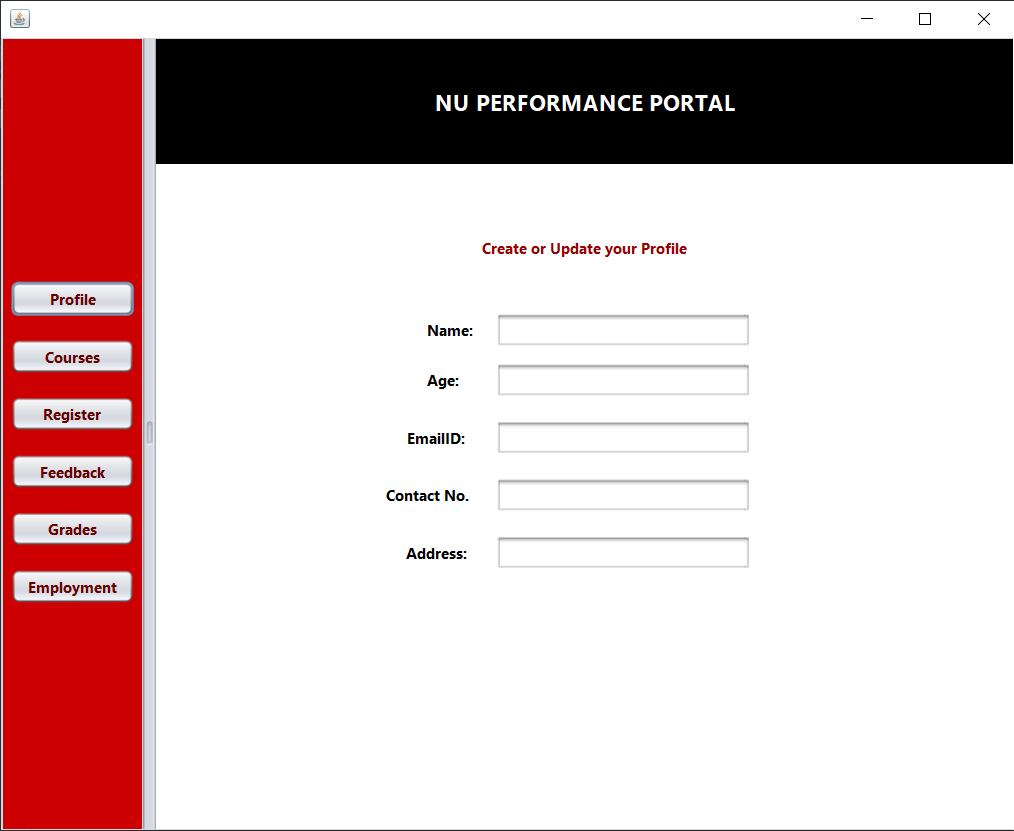 NU PERFORMANCE PORTAL
Create or Update your Profile
Profile
Courses
Register
Feedback
Grades
Employment
Name:
Age:
EmailID:
Contact No.
Address: